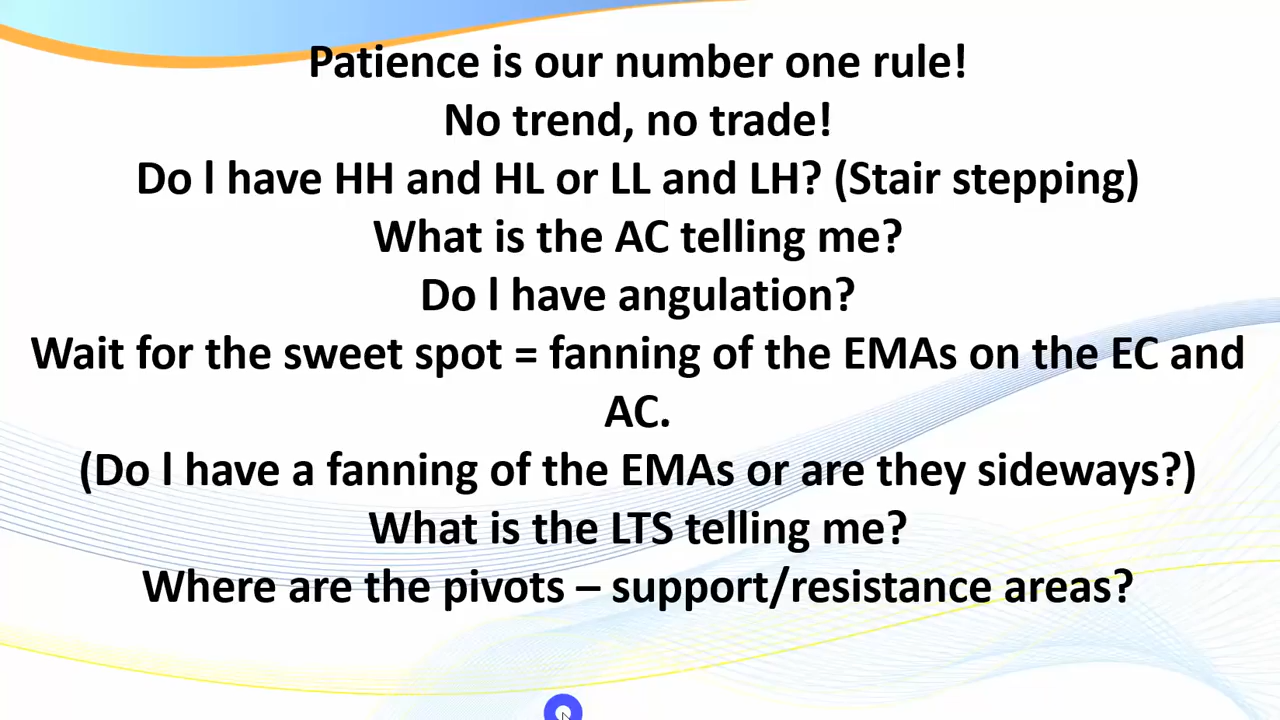 Patience is our number one rule!
No trend, no trade!
Do I have HH and HL or LL and LH? (Stair stepping)
What is the AC telling me?
Do I have angulation?
Wait for the sweet spot = fanning of the EMAs on the EC and
AC.
(Do I have a fanning of the EMAs or are they sideways?)
What is the LTS telling me?
Where are the pivots – support/resistance areas?